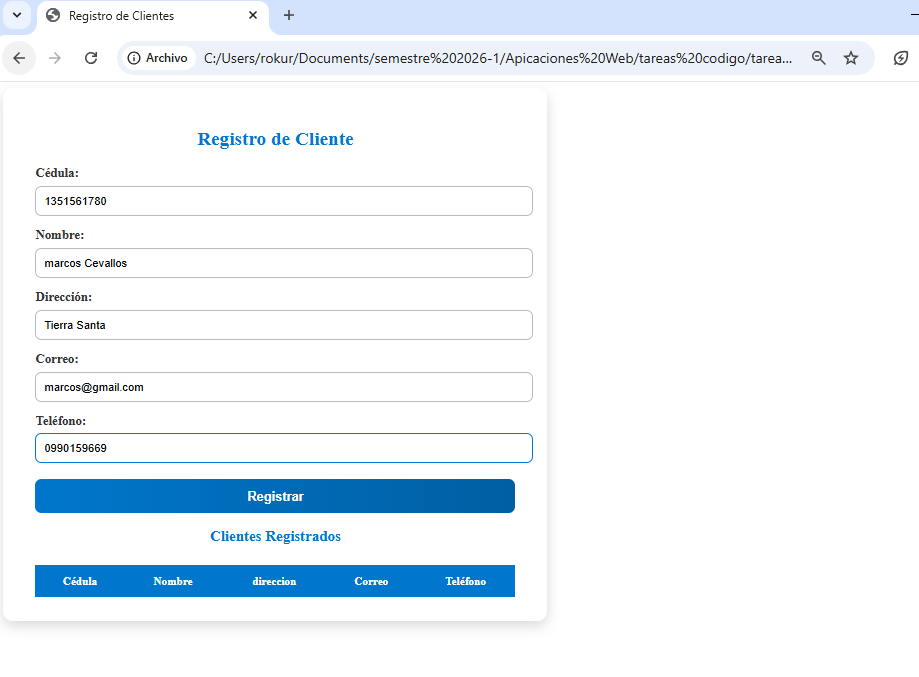 Registro de Clientes
Archivo C:/Users/rokur/Documents/semestre%202026-1/Apicaciones%20Web/tareas%20codigo/tarea...
Registro de Cliente
Cédula:
1351561780
Nombre:
marcos Cevallos
Dirección:
Tierra Santa
Correo:
marcos@gmail.com
Teléfono:
0990159669
Registrar
Clientes Registrados
Cédula Nombre direccion Correo Teléfono